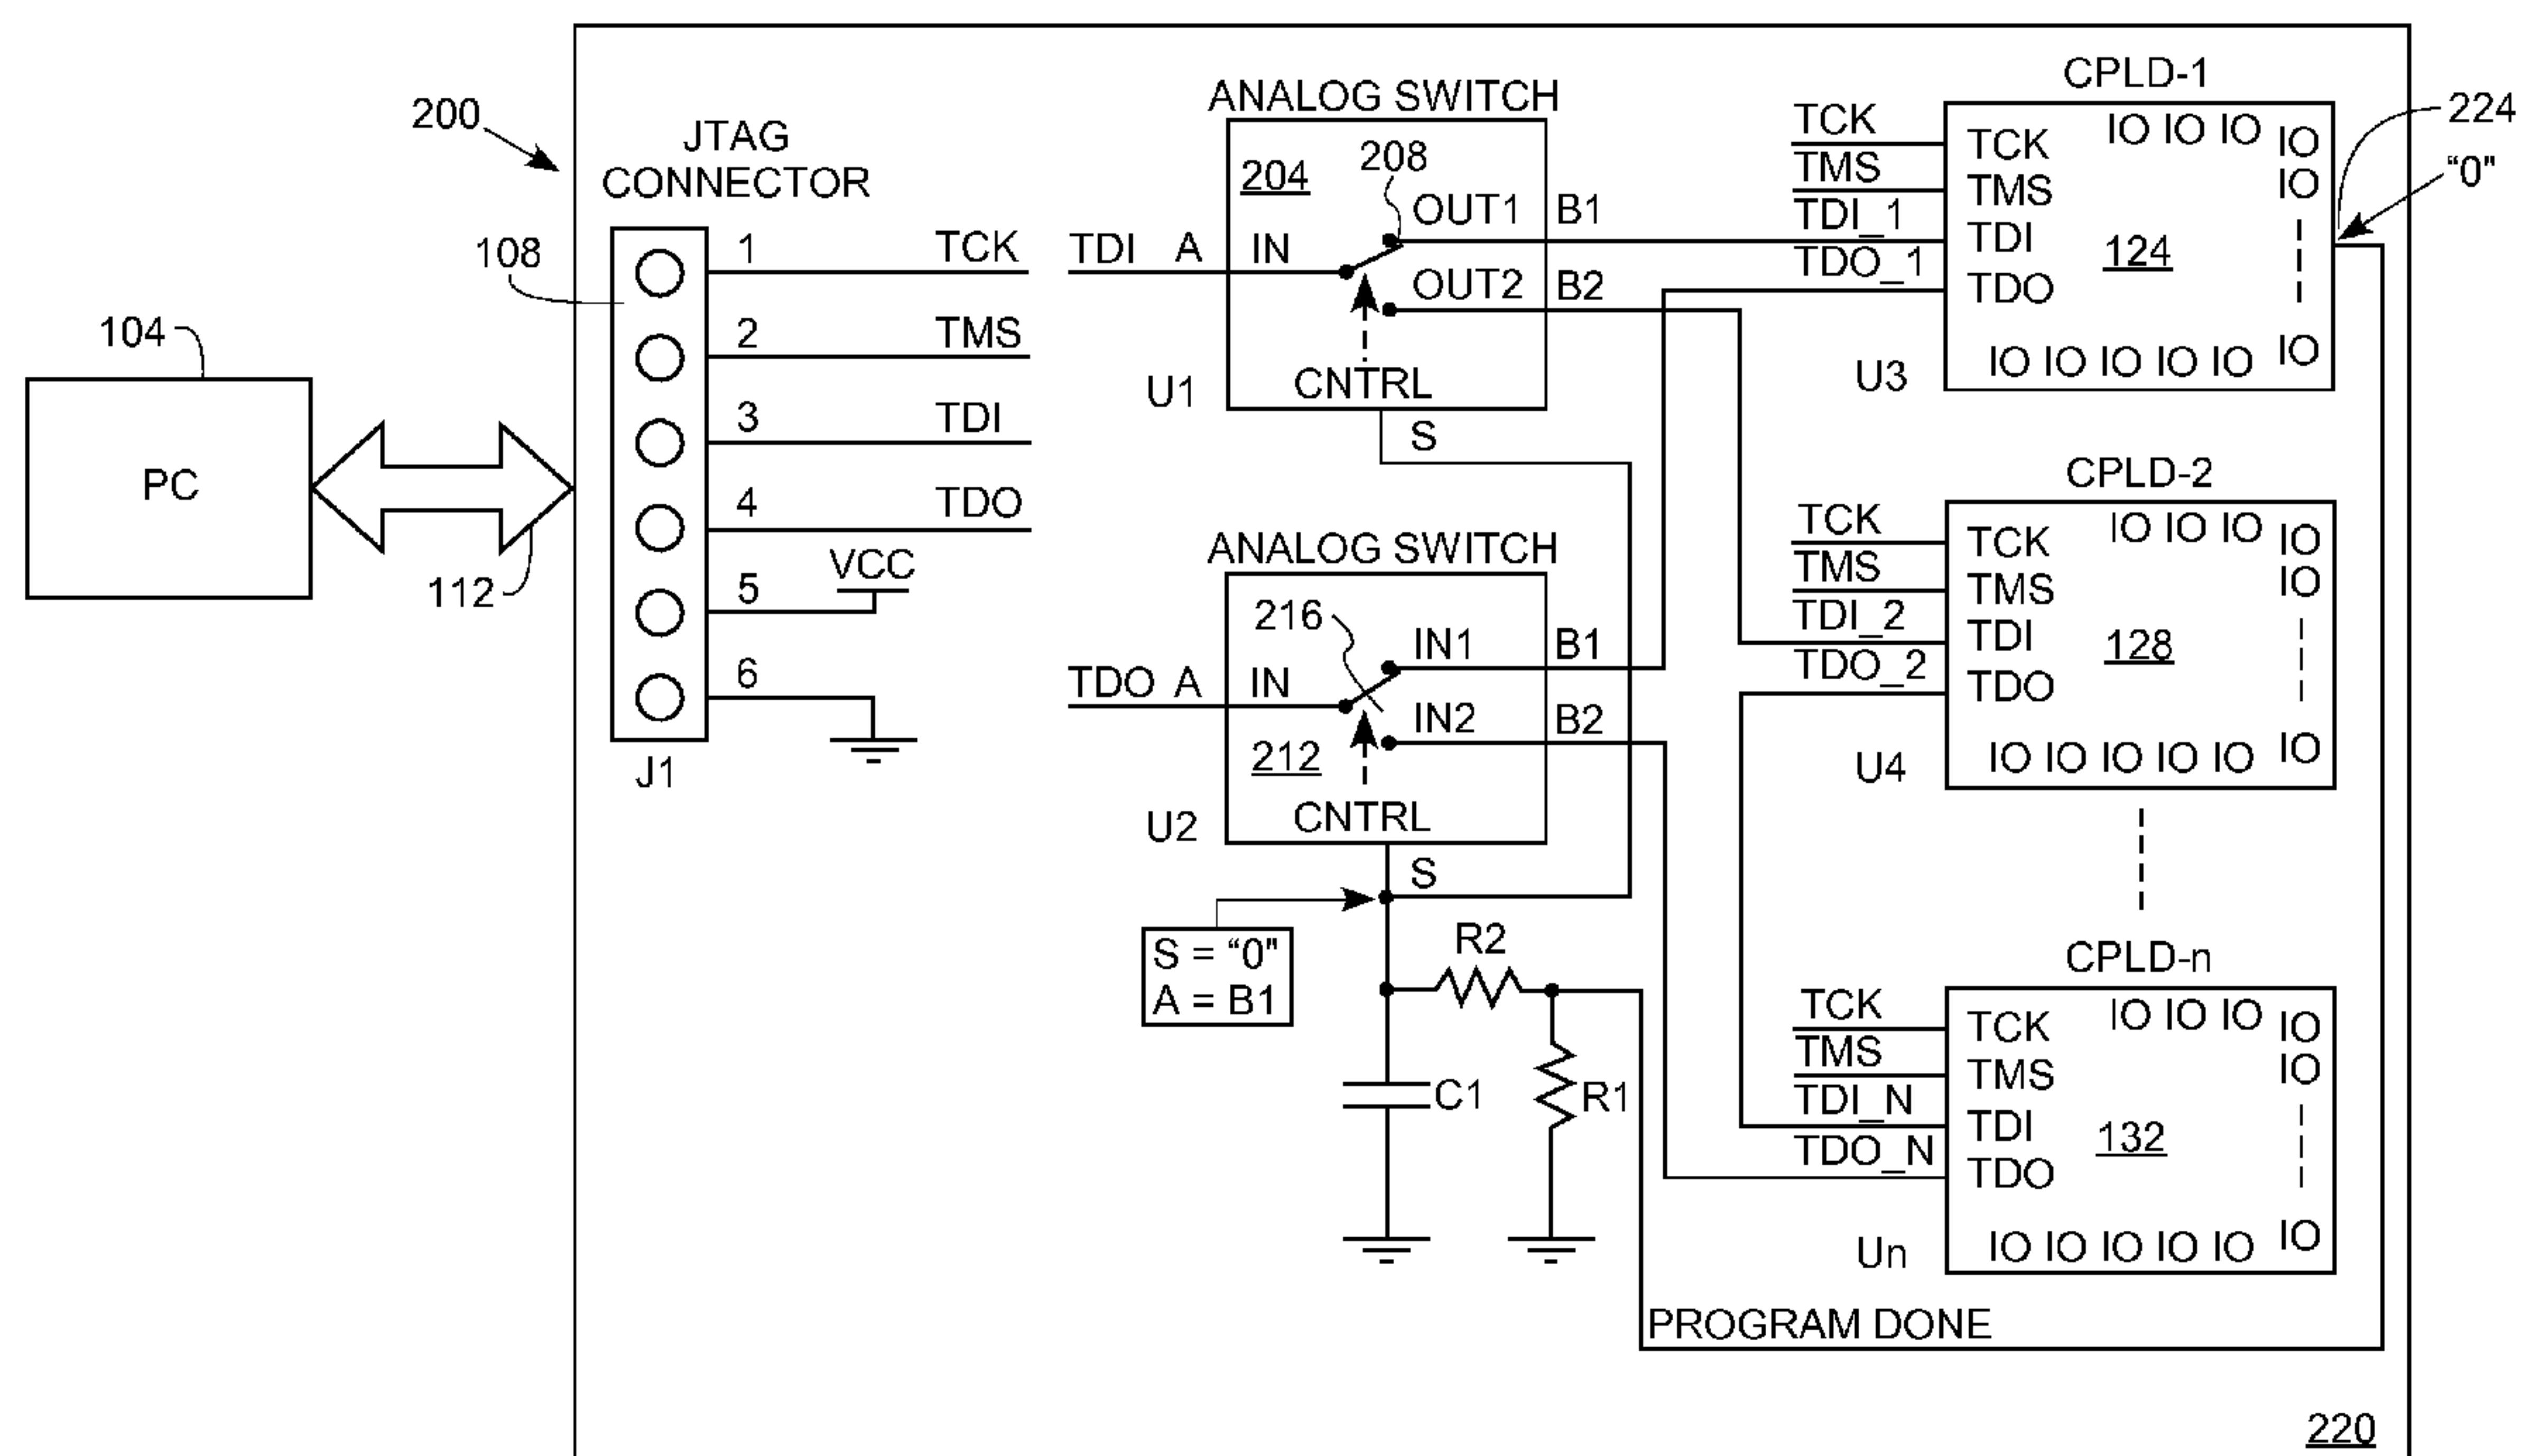 200
JTAG
CONNECTOR
108
1 TCK
2 TMS
3 TDI
4 TDO
5 VCC
6
J1
104
PC
112
ANALOG SWITCH
204
208
OUT1 B1
TDI A IN
OUT2 B2
CNTRL
U1
S
ANALOG SWITCH
216
IN1 B1
TDO A IN
IN2 B2
212
CNTRL
U2
S
S = “0"
A = B1
R2
C1
R1
PROGRAM DONE
CPLD-1
TCK TCK IO IO IO IO
TMS TMS IO
TDI_1 TDI
124
TDO_1 TDO
IO IO IO IO IO IO
U3
224
“0"
CPLD-2
TCK TCK IO IO IO IO
TMS TMS IO
TDI_2 TDI
128
TDO_2 TDO
IO IO IO IO IO IO
U4
CPLD-n
TCK TCK IO IO IO IO
TMS TMS IO
TDI_N TDI
132
TDO_N TDO
IO IO IO IO IO IO
Un
220